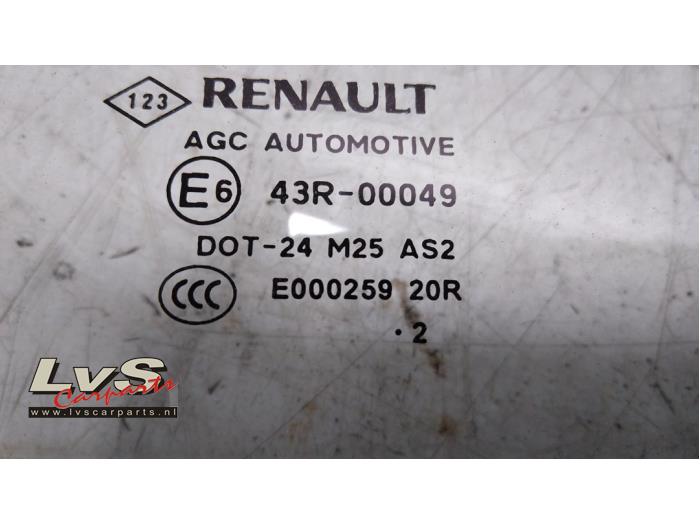 123 RENAULT
AGC AUTOMOTIVE
E6 43R-00049
DOT-24 M25 AS2
CCC E000259 20R
.2
LvS
Carparts
www.lvscarparts.nl